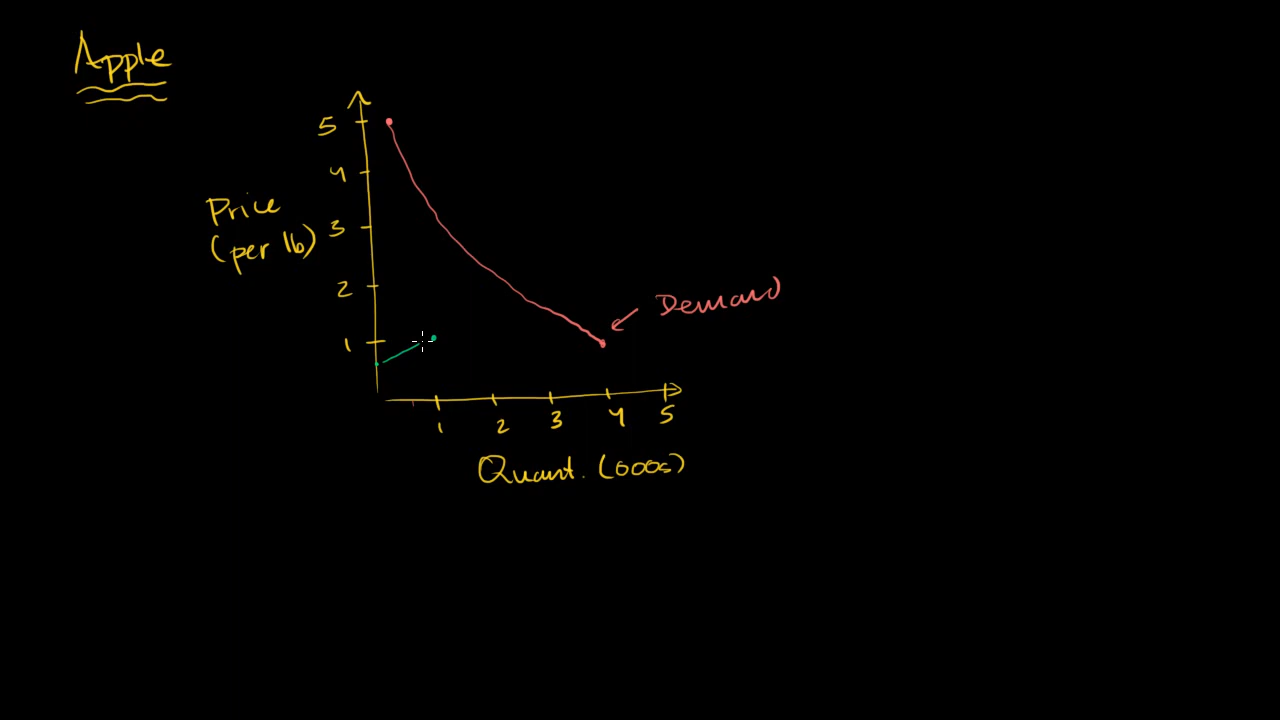 Apple
5
4
Price
(per lb)
3
2
Demand
1
1 2 3 4 5
Quant. (000s)